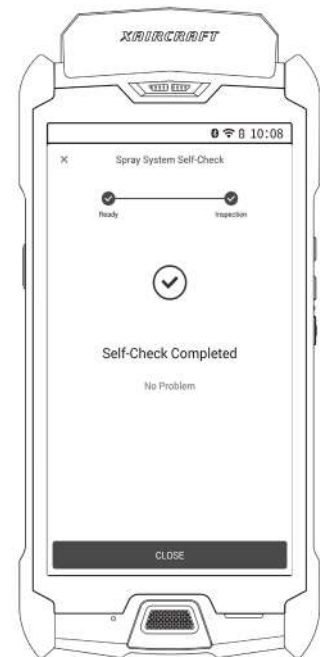 XAIRCRAFT
10:08
× Spray System Self-Check
Ready Inspection
Self-Check Completed
No Problem
CLOSE